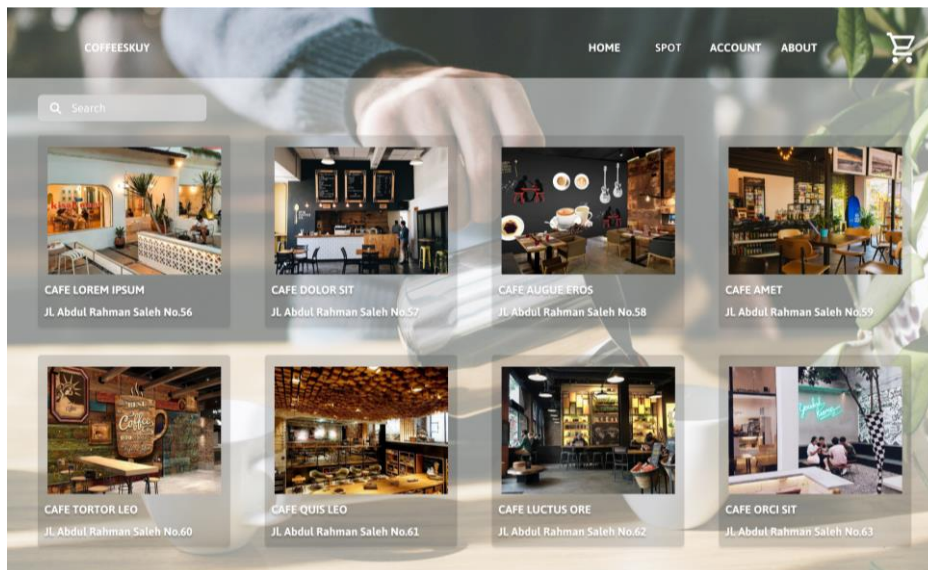 COFFEESKUY
HOME SPOT ACCOUNT ABOUT
Search
CAFE LOREM IPSUM
Jl. Abdul Rahman Saleh No.56
CAFE DOLOR SIT
Jl. Abdul Rahman Saleh No.57
CAFE AUGUE EROS
Jl. Abdul Rahman Saleh No.58
CAFE AMET
Jl. Abdul Rahman Saleh No.59
Coffee
CAFE TORTOR LEO
Jl. Abdul Rahman Saleh No.60
CAFE QUIS LEO
Jl. Abdul Rahman Saleh No.61
CAFE LUCTUS ORE
Jl. Abdul Rahman Saleh No.62
CAFE ORCI SIT
Jl. Abdul Rahman Saleh No.63